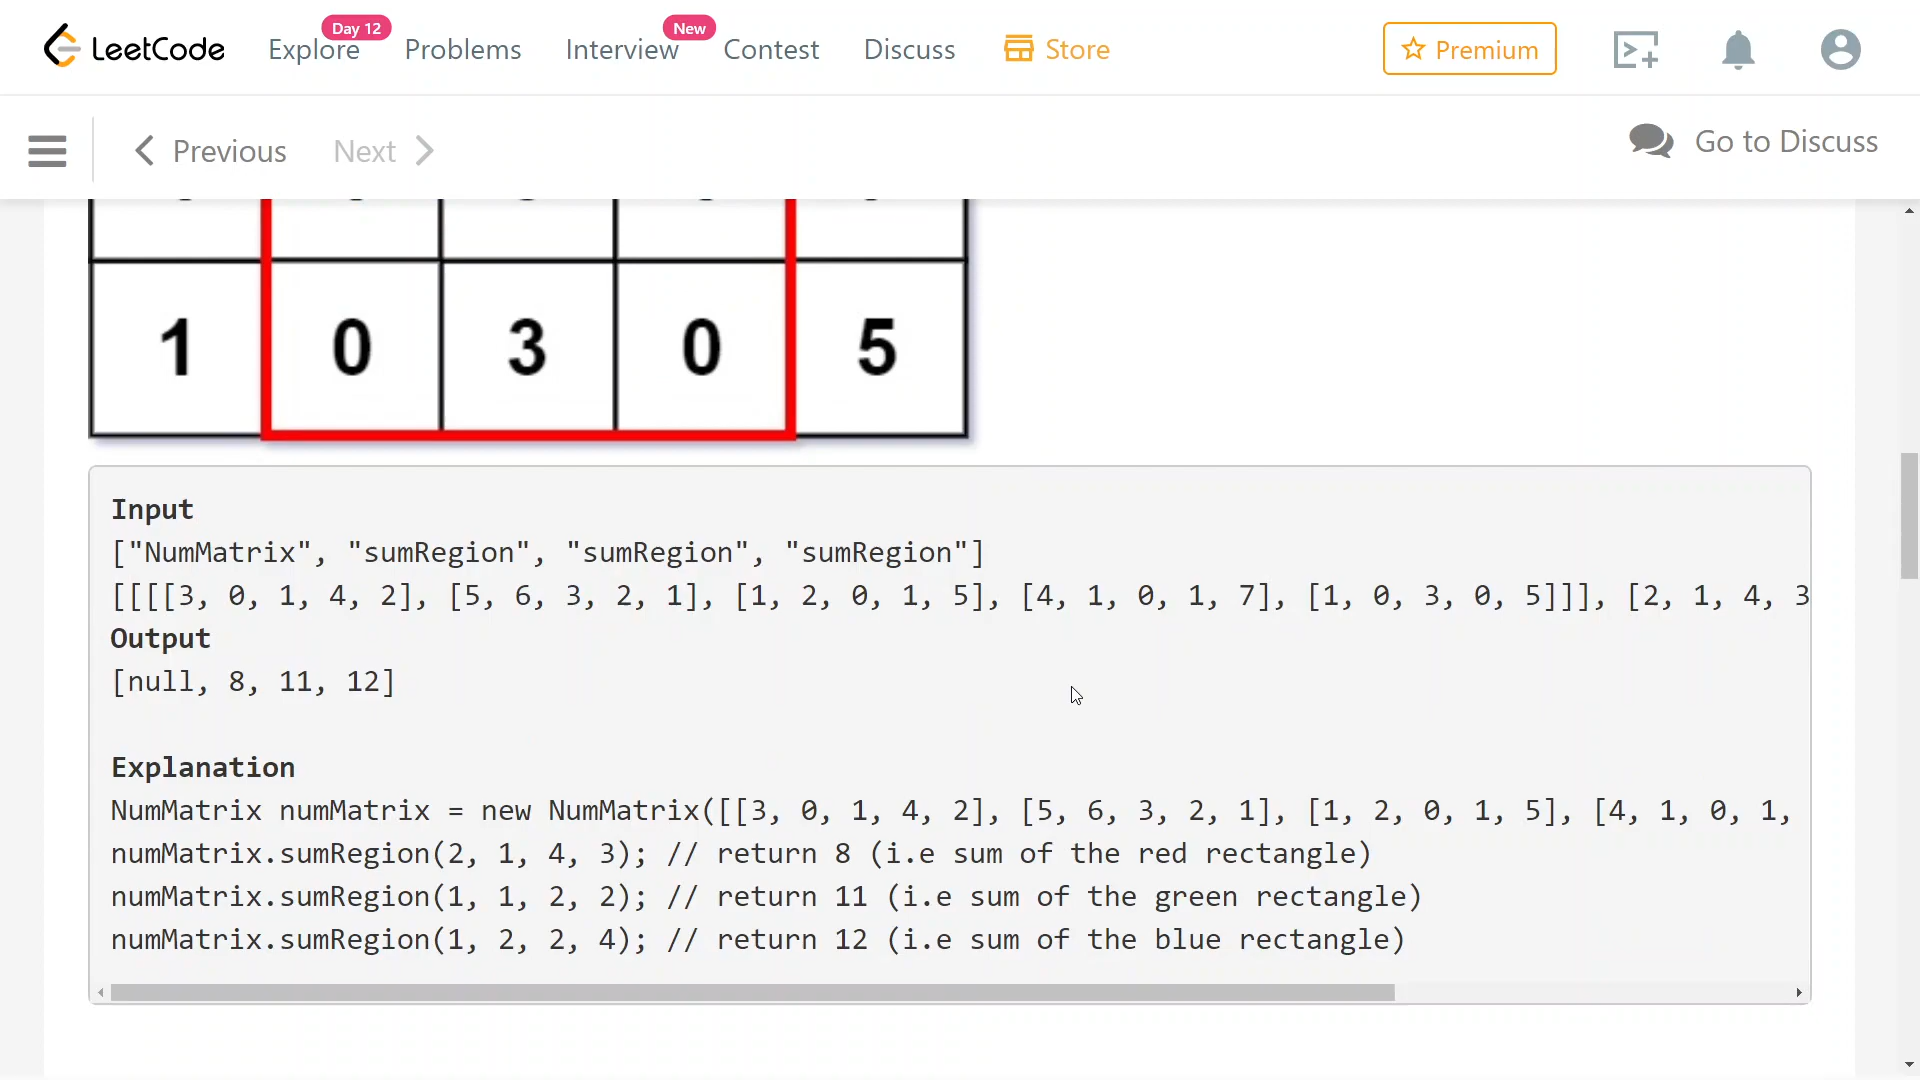 LeetCode Explore Day 12 Problems Interview New Contest Discuss Store Premium
Previous Next Go to Discuss
1 0 3 0 5
Input
["NumMatrix", "sumRegion", "sumRegion", "sumRegion"]
[[[[3, 0, 1, 4, 2], [5, 6, 3, 2, 1], [1, 2, 0, 1, 5], [4, 1, 0, 1, 7], [1, 0, 3, 0, 5]]], [2, 1, 4, 3
Output
[null, 8, 11, 12]
Explanation
NumMatrix numMatrix = new NumMatrix([[3, 0, 1, 4, 2], [5, 6, 3, 2, 1], [1, 2, 0, 1, 5], [4, 1, 0, 1,
numMatrix.sumRegion(2, 1, 4, 3); // return 8 (i.e sum of the red rectangle)
numMatrix.sumRegion(1, 1, 2, 2); // return 11 (i.e sum of the green rectangle)
numMatrix.sumRegion(1, 2, 2, 4); // return 12 (i.e sum of the blue rectangle)